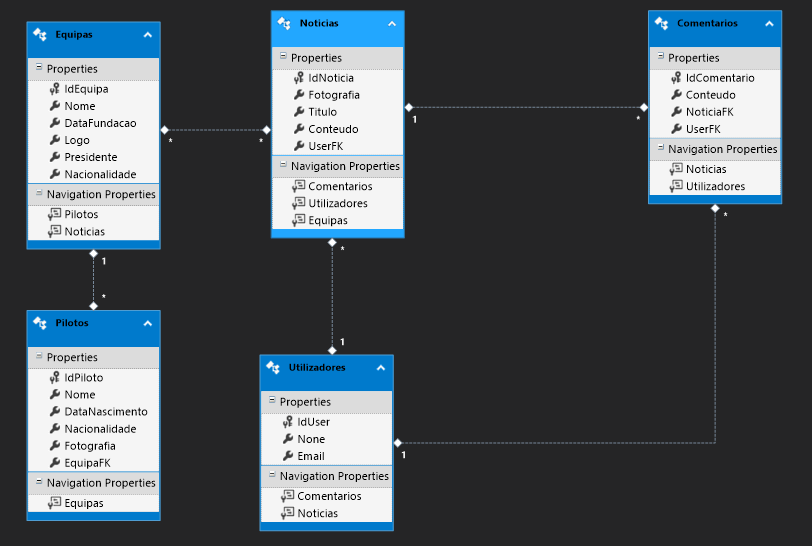 Equipas
Properties
IdEquipa
Nome
DataFundacao
Logo
Presidente
Nacionalidade
Navigation Properties
Pilotos
Noticias
Noticias
Properties
IdNoticia
Fotografia
Titulo
Conteudo
UserFK
Navigation Properties
Comentarios
Utilizadores
Equipas
Comentarios
Properties
IdComentario
Conteudo
NoticiaFK
UserFK
Navigation Properties
Noticias
Utilizadores
*
*
1
*
1
*
*
1
*
1
Pilotos
Properties
IdPiloto
Nome
DataNascimento
Nacionalidade
Fotografia
EquipaFK
Navigation Properties
Equipas
Utilizadores
Properties
IdUser
None
Email
Navigation Properties
Comentarios
Noticias